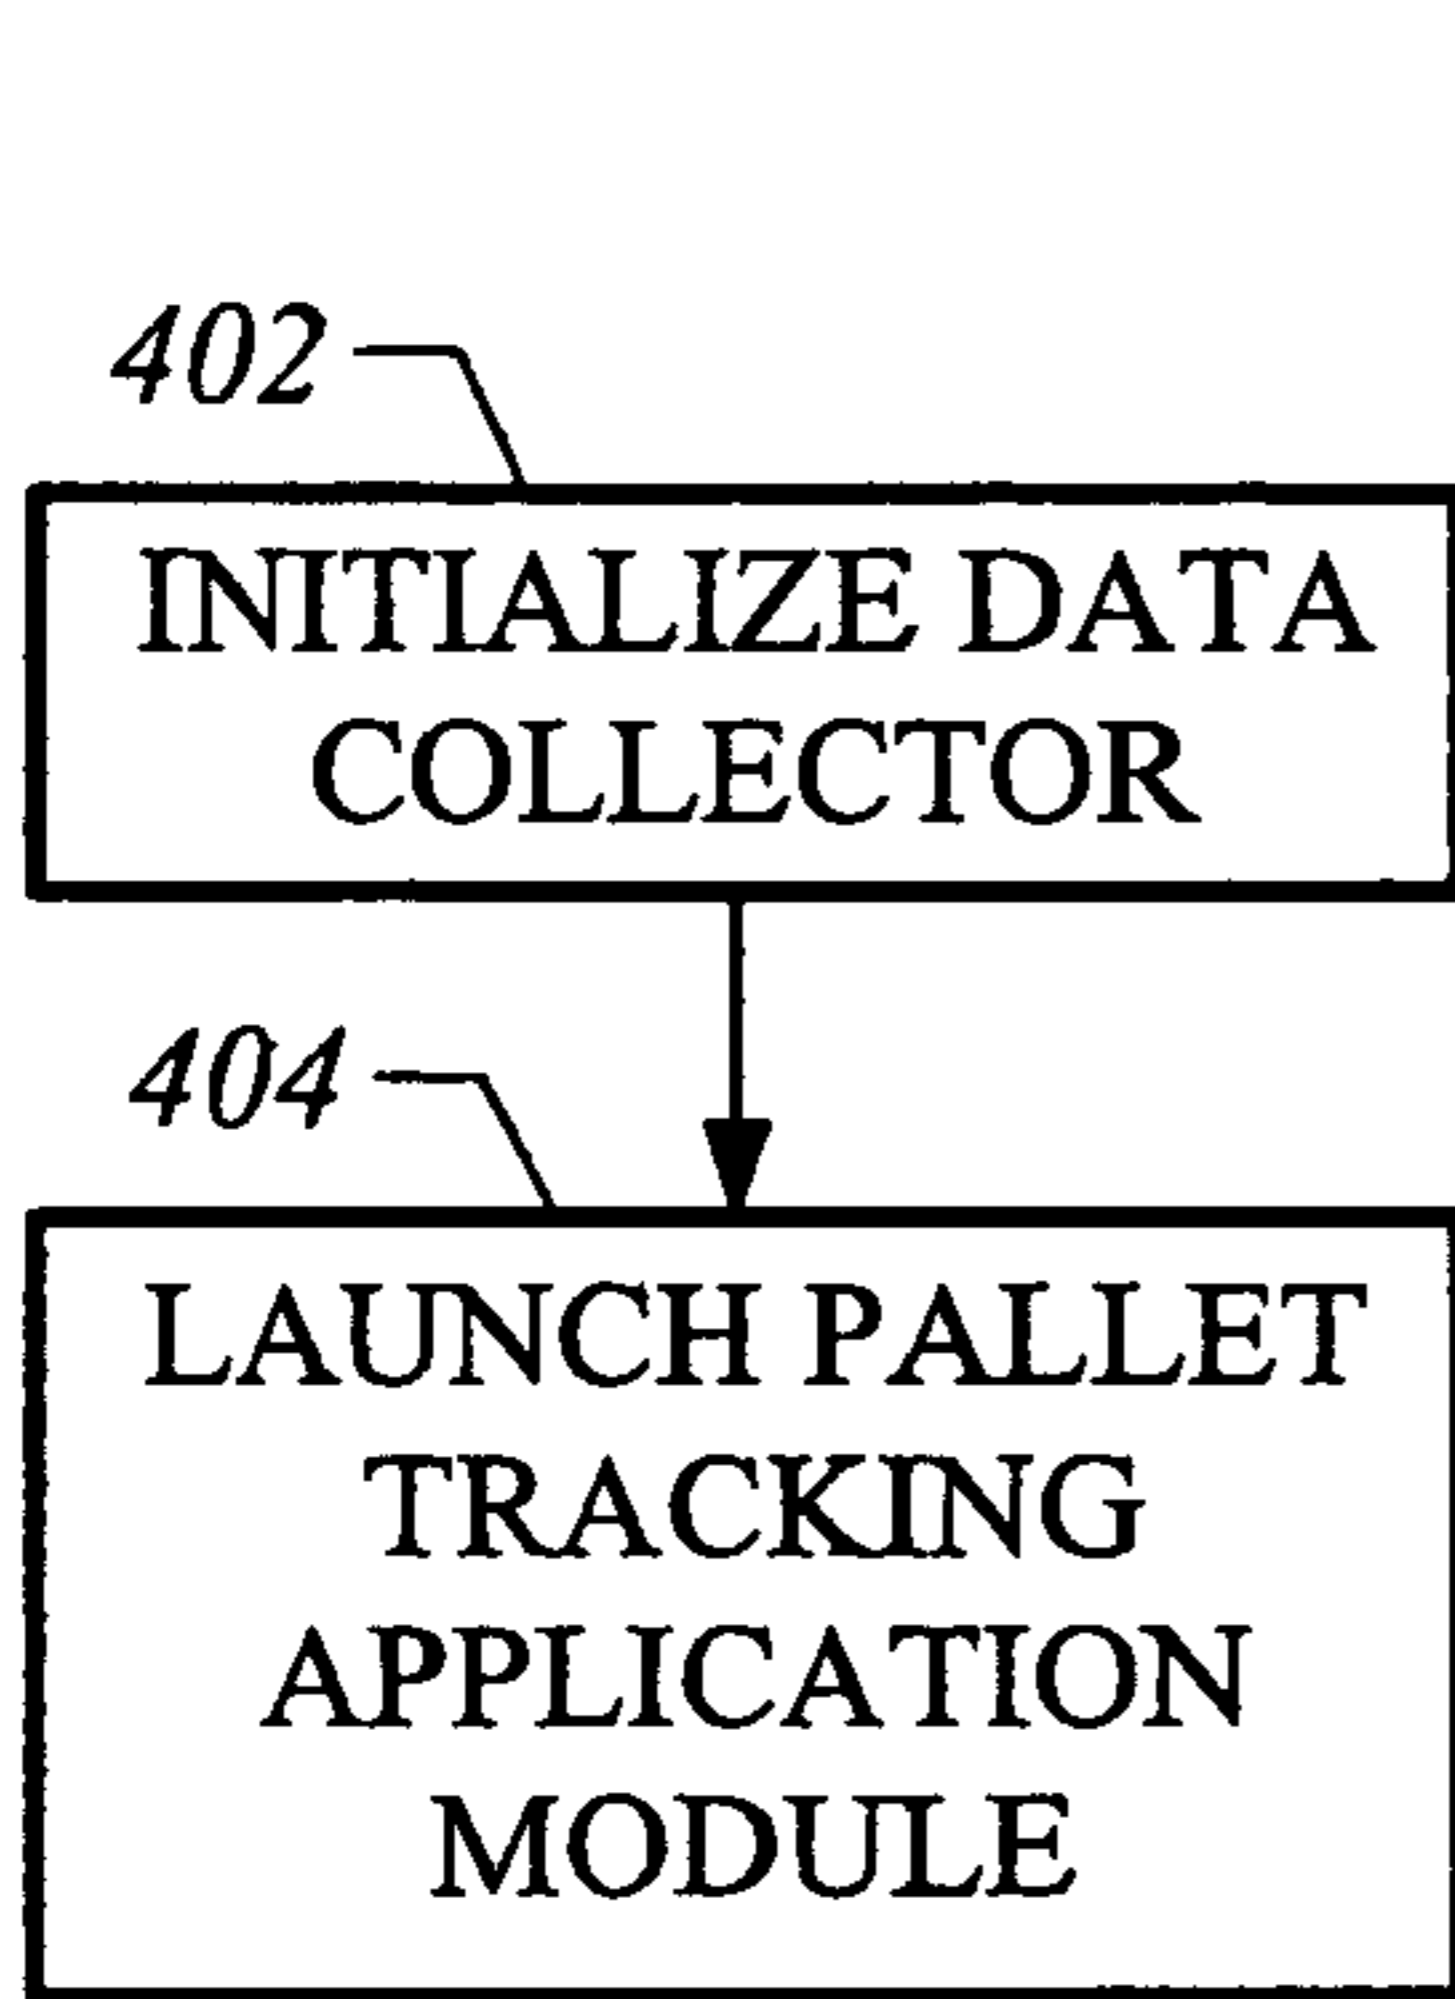 402
INITIALIZE DATA
COLLECTOR
404
LAUNCH PALLET
TRACKING
APPLICATION
MODULE